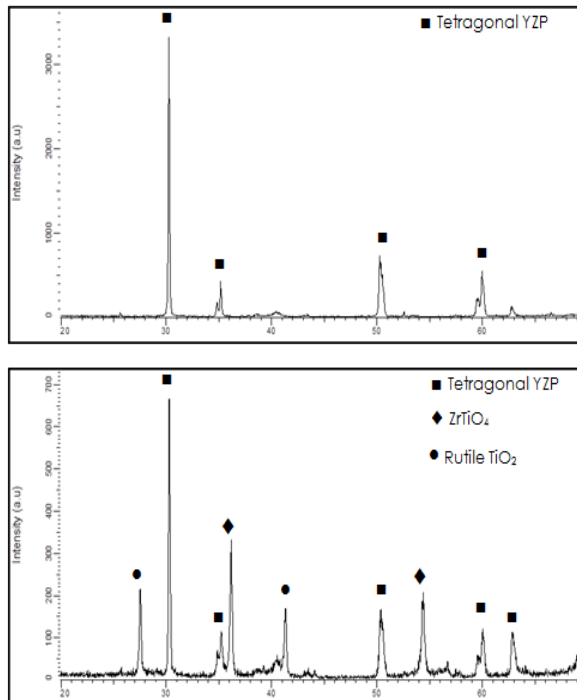 ■ Tetragonal YZP
Intensity (a.u)
3000
2000
1000
0
20 30 40 50 60
■ Tetragonal YZP
◆ ZrTiO₄
● Rutile TiO₂
Intensity (a.u)
700
600
500
400
300
200
100
0
20 30 40 50 60